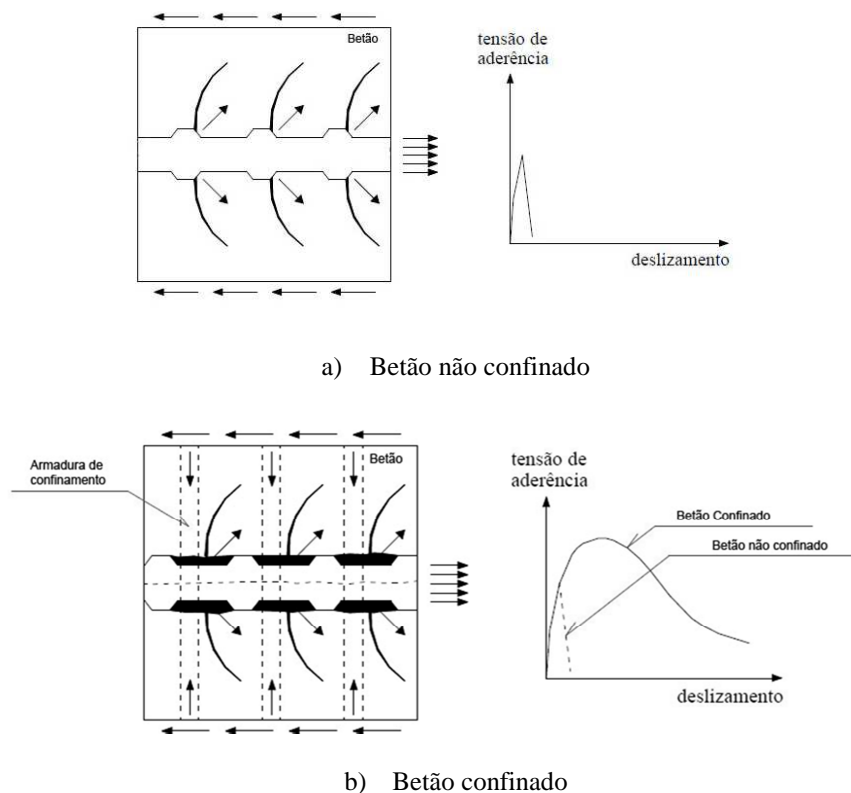 Betão
tensão de
aderência
deslizamento
a) Betão não confinado
Armadura de
confinamento
Betão
tensão de
aderência
Betão Confinado
Betão não confinado
deslizamento
b) Betão confinado